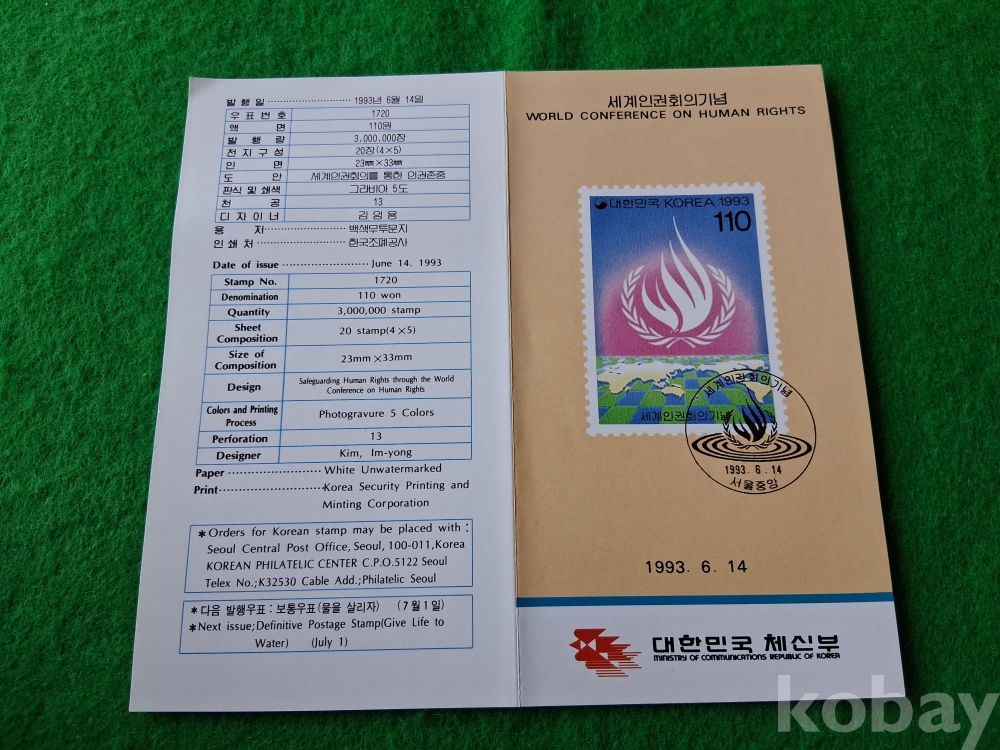 발 행 일 ........................ 1993년 6월 14일
우 표 번 호 1720
액 면 110원
발 행 량 3.000.000장
전 지 구 성 20장(4×5)
인 면 23㎜×33㎜
도 안 세계인권회의를 통한 인권존중
판식 및 쇄색 그라비아 5도
천 공 13
디 자 이 너 김 임 용
용 지 ........................ 백색무투문지
인 쇄 처 ........................ 한국조폐공사
Date of issue ........................ June 14. 1993
Stamp No. 1720
Denomination 110 won
Quantity 3,000,000 stamp
Sheet Composition 20 stamp(4×5)
Size of Composition 23mm×33mm
Design Safeguarding Human Rights through the World Conference on Human Rights
Colors and Printing Process Photogravure 5 Colors
Perforation 13
Designer Kim, Im-yong
Paper ........................ White Unwatermarked
Print ........................ Korea Security Printing and
Minting Corporation
* Orders for Korean stamp may be placed with :
Seoul Central Post Office, Seoul, 100-011,Korea
KOREAN PHILATELIC CENTER C.P.O.5122 Seoul
Telex No.;K32530 Cable Add.;Philatelic Seoul
* 다음 발행우표 : 보통우표(물을 살리자) (7월1일)
* Next issue;Definitive Postage Stamp(Give Life to
Water) (July 1)
세계인권회의기념
WORLD CONFERENCE ON HUMAN RIGHTS
대한민국 KOREA 1993
110
세계인권회의기념
세계인권회의기념
1993. 6. 14
서울중앙
1993. 6. 14
대한민국 체신부
MINISTRY OF COMMUNICATIONS REPUBLIC OF KOREA
kobay